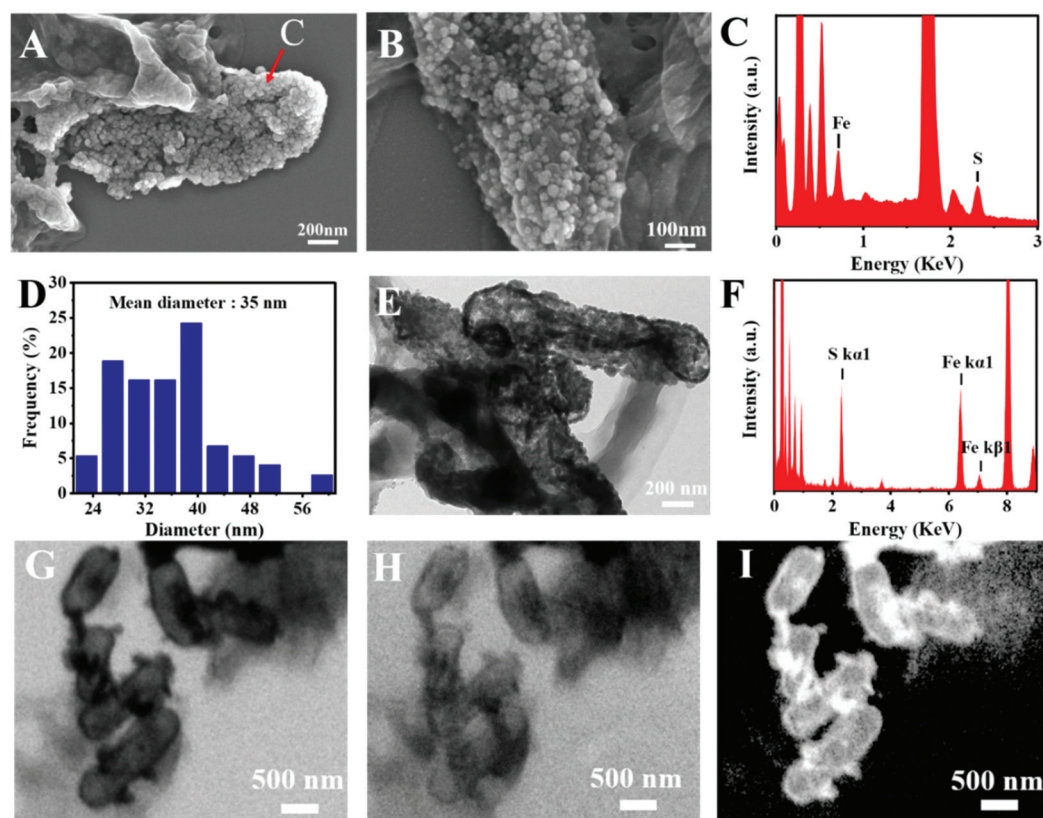 A
C
200nm
B
100nm
C
Intensity (a.u.)
Fe
S
0
1
2
3
Energy (KeV)
D
Mean diameter : 35 nm
Frequency (%)
30
25
20
15
10
5
0
24
32
40
48
56
Diameter (nm)
E
200 nm
F
Intensity (a.u.)
S kα1
Fe kα1
Fe kβ1
0
2
4
6
8
Energy (KeV)
G
500 nm
H
500 nm
I
500 nm